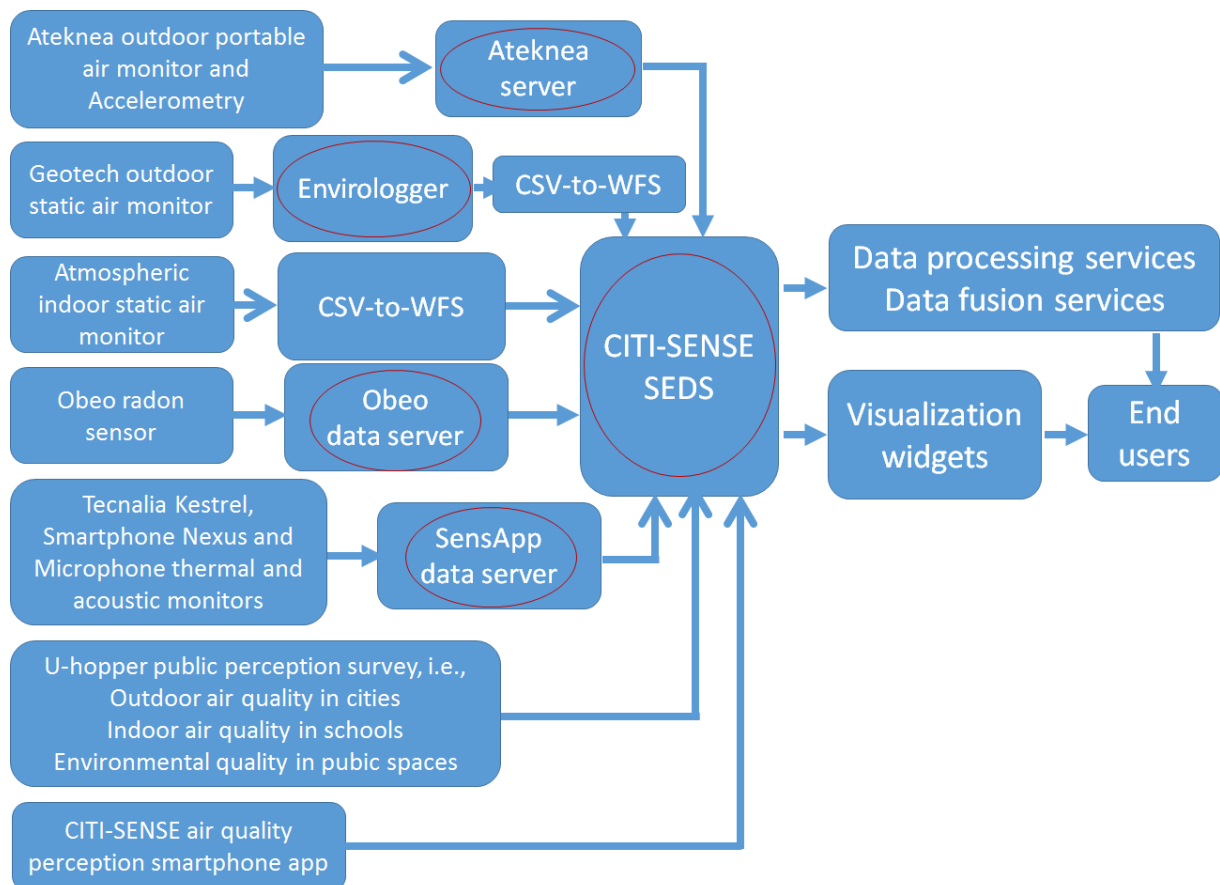 Ateknea outdoor portable
air monitor and
Accelerometry
Ateknea
server
Geotech outdoor
static air monitor
Envirologger
CSV-to-WFS
Atmospheric
indoor static air
monitor
CSV-to-WFS
Obeo radon
sensor
Obeo
data server
CITI-SENSE
SEDS
Data processing services
Data fusion services
Visualization
widgets
End
users
Tecnalia Kestrel,
Smartphone Nexus and
Microphone thermal and
acoustic monitors
SensApp
data server
U-hopper public perception survey, i.e.,
Outdoor air quality in cities
Indoor air quality in schools
Environmental quality in pubic spaces
CITI-SENSE air quality
perception smartphone app